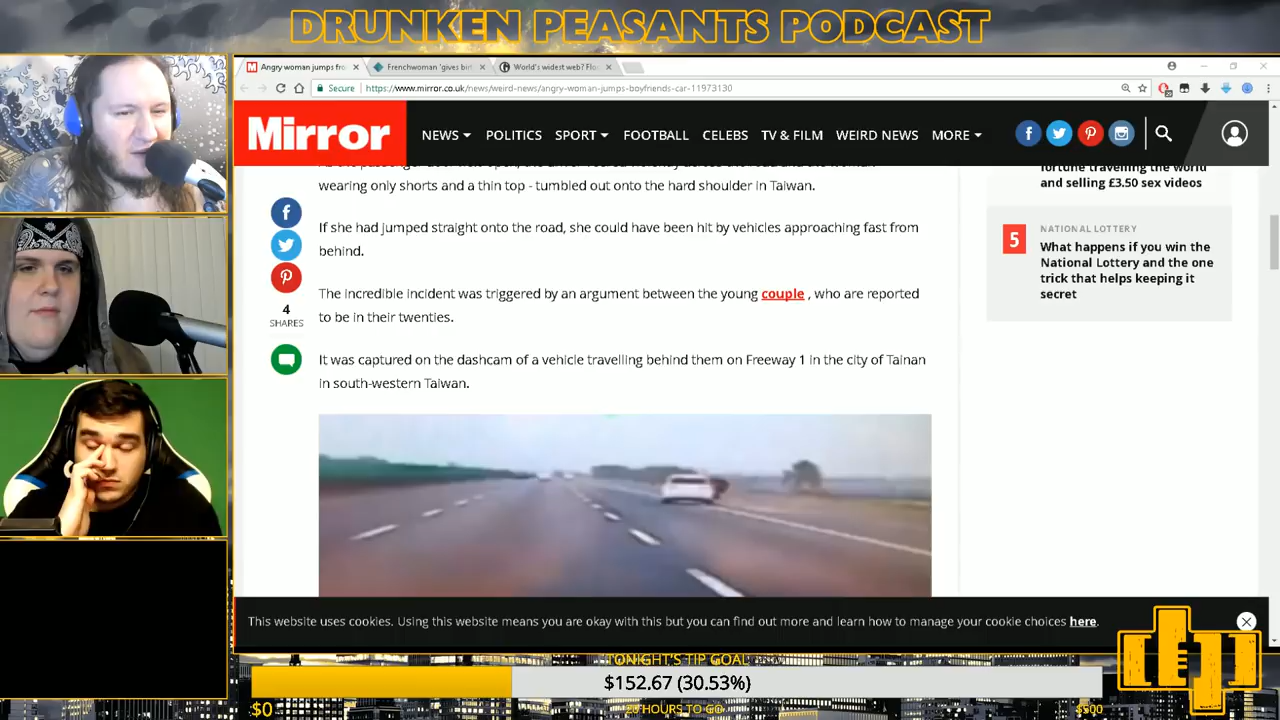 DRUNKEN PEASANTS PODCAST
Angry woman jumps fro
Frenchwoman 'gives birt
World's widest web? Flo
Secure
https://www.mirror.co.uk/news/weird-news/angry-woman-jumps-boyfriends-car-11973130
Mirror
NEWS POLITICS SPORT FOOTBALL CELEBS TV & FILM WEIRD NEWS MORE
wearing only shorts and a thin top - tumbled out onto the hard shoulder in Taiwan.
If she had jumped straight onto the road, she could have been hit by vehicles approaching fast from
behind.
The incredible incident was triggered by an argument between the young couple , who are reported
to be in their twenties.
It was captured on the dashcam of a vehicle travelling behind them on Freeway 1 in the city of Tainan
in south-western Taiwan.
4
SHARES
fortune travelling the world
and selling £3.50 sex videos
5
NATIONAL LOTTERY
What happens if you win the
National Lottery and the one
trick that helps keeping it
secret
This website uses cookies. Using this website means you are okay with this but you can find out more and learn how to manage your cookie choices here.
TONIGHT'S TIP GOAL
$152.67 (30.53%)
$0
HOURS TO GO
$500